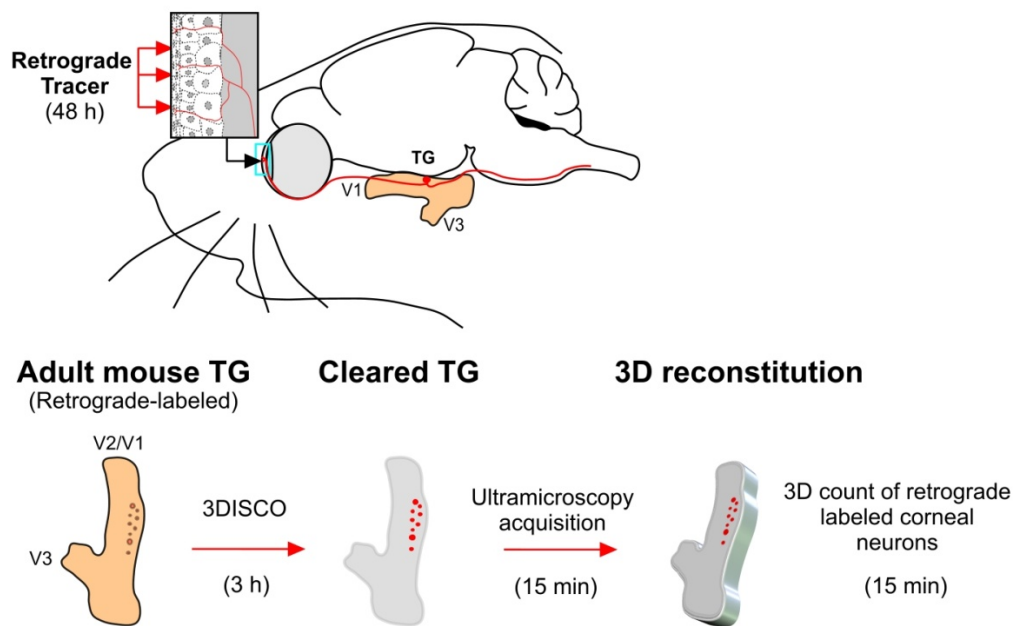 Retrograde
Tracer
(48 h)
TG
V1
V3
Adult mouse TG
(Retrograde-labeled)
Cleared TG
3D reconstitution
V2/V1
V3
3DISCO
(3 h)
Ultramicroscopy
acquisition
(15 min)
3D count of retrograde
labeled corneal
neurons
(15 min)